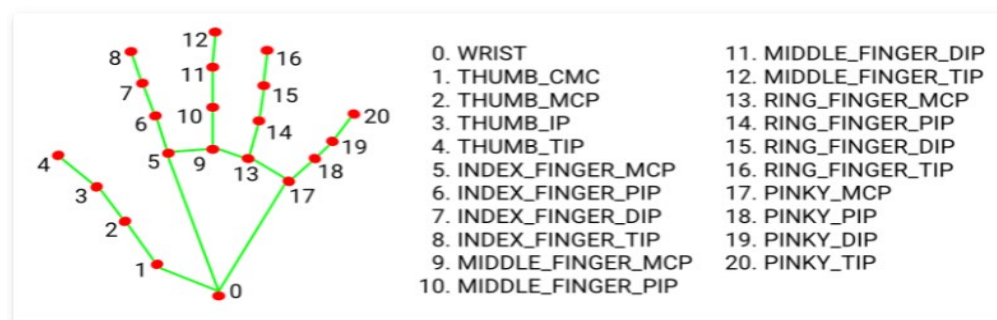 12
8
16
11
7
15
10
20
6
14
19
4
5
9
13
18
3
17
2
1
0
0. WRIST
1. THUMB_CMC
2. THUMB_MCP
3. THUMB_IP
4. THUMB_TIP
5. INDEX_FINGER_MCP
6. INDEX_FINGER_PIP
7. INDEX_FINGER_DIP
8. INDEX_FINGER_TIP
9. MIDDLE_FINGER_MCP
10. MIDDLE_FINGER_PIP
11. MIDDLE_FINGER_DIP
12. MIDDLE_FINGER_TIP
13. RING_FINGER_MCP
14. RING_FINGER_PIP
15. RING_FINGER_DIP
16. RING_FINGER_TIP
17. PINKY_MCP
18. PINKY_PIP
19. PINKY_DIP
20. PINKY_TIP